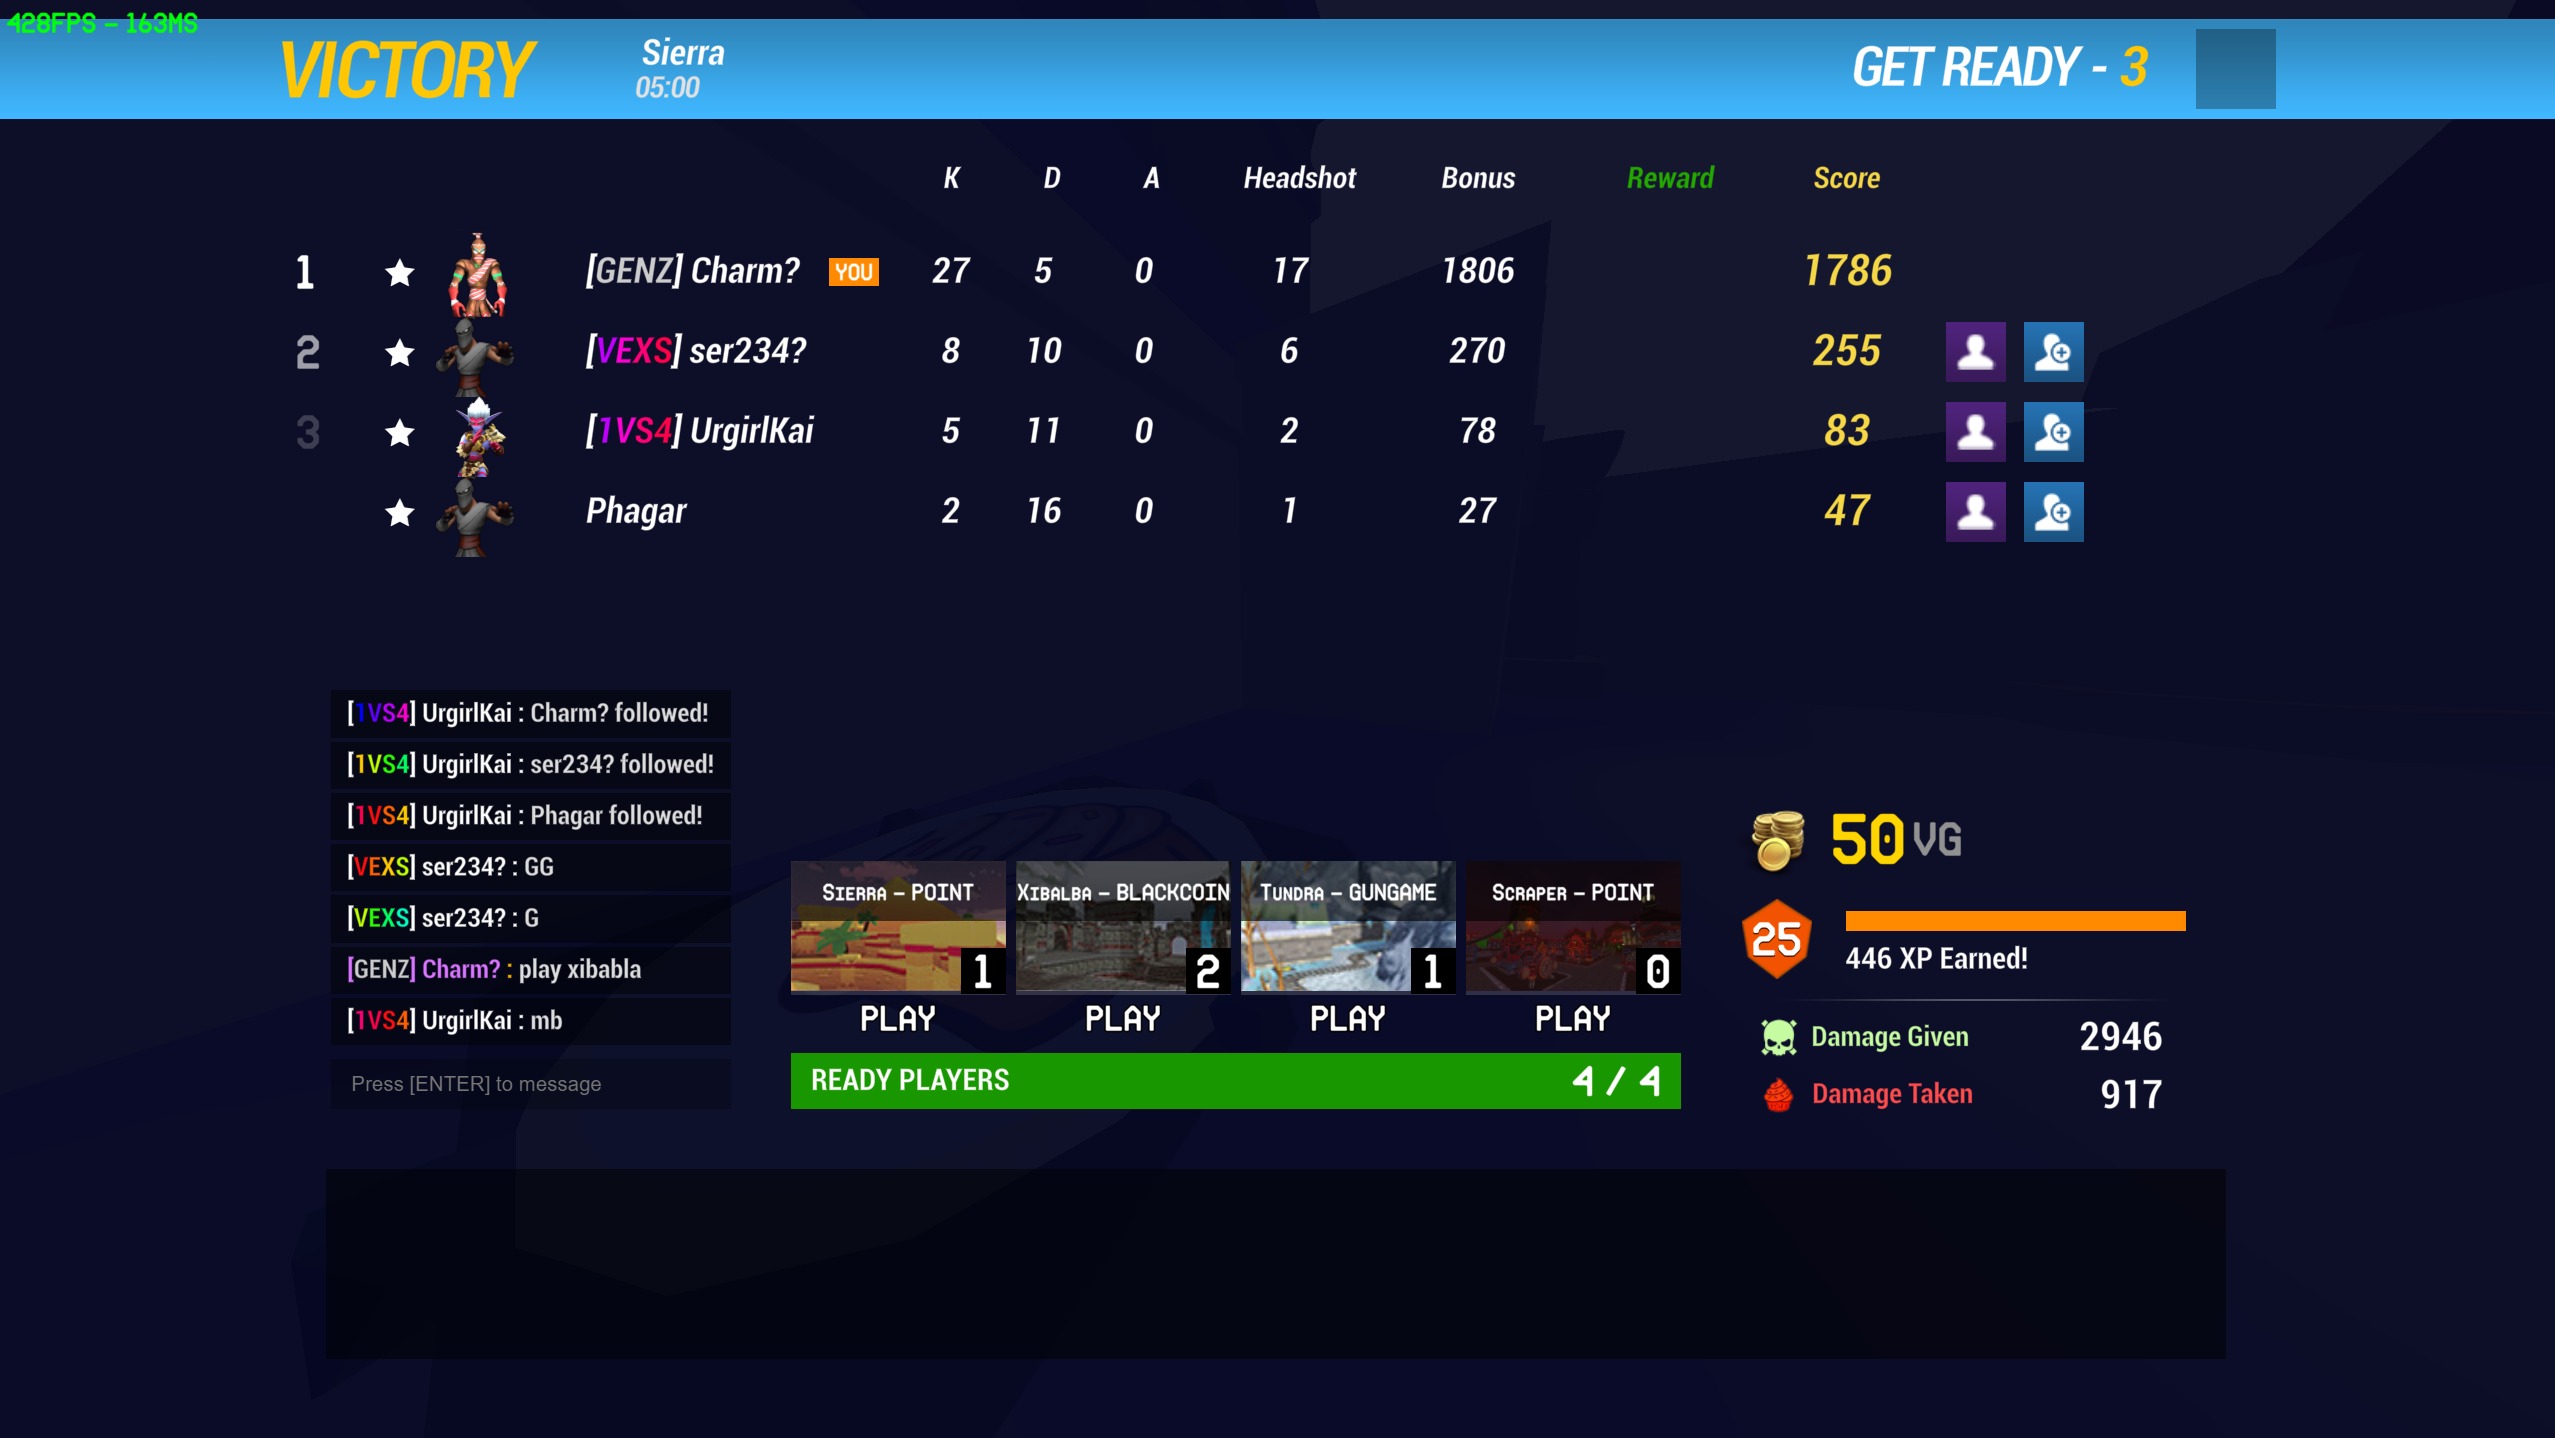 428FPS – 163MS
VICTORY
Sierra
05:00
GET READY - 3
K D A Headshot Bonus Reward Score
1 [GENZ] Charm? YOU 27 5 0 17 1806 1786
2 [VEXS] ser234? 8 10 0 6 270 255
3 [1VS4] UrgirlKai 5 11 0 2 78 83
Phagar 2 16 0 1 27 47
[1VS4] UrgirlKai : Charm? followed!
[1VS4] UrgirlKai : ser234? followed!
[1VS4] UrgirlKai : Phagar followed!
[VEXS] ser234? : GG
[VEXS] ser234? : G
[GENZ] Charm? : play xibabla
[1VS4] UrgirlKai : mb
Press [ENTER] to message
Sierra – POINT
1
PLAY
Xibalba – BLACKCOIN
2
PLAY
Tundra – GUNGAME
1
PLAY
Scraper – POINT
0
PLAY
READY PLAYERS 4 / 4
50 VG
25
446 XP Earned!
Damage Given 2946
Damage Taken 917